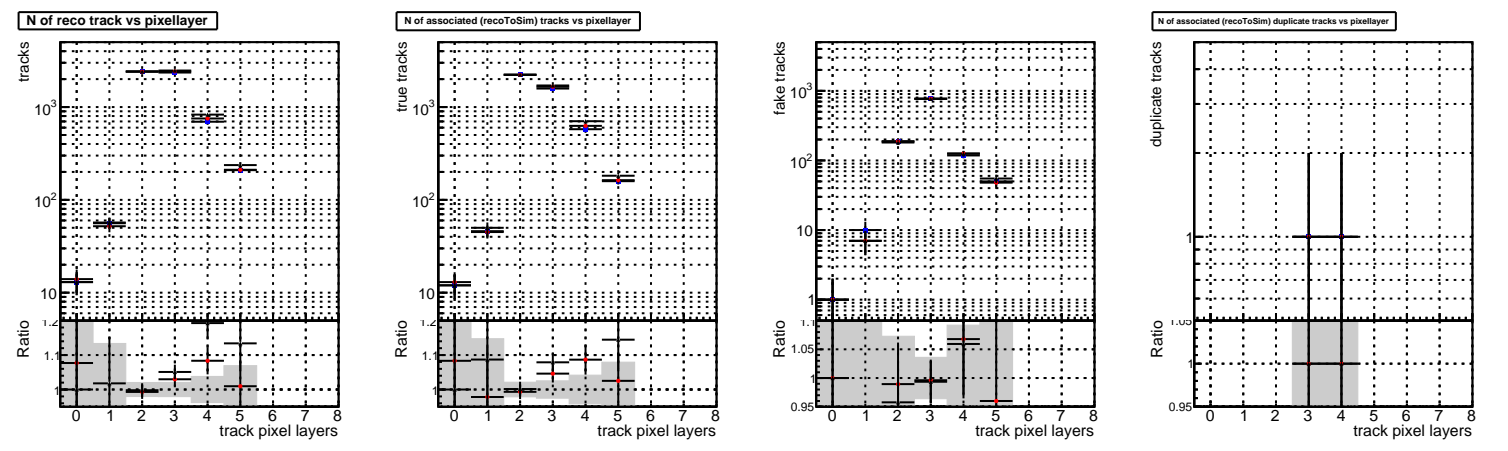 N of reco track vs pixellayer
tracks
10³
10²
10
Ratio
1.2
1.1
1
0 1 2 3 4 5 6 7 8
track pixel layers
N of associated (recoToSim) tracks vs pixellayer
true tracks
10³
10²
10
Ratio
1.2
1.1
1
0 1 2 3 4 5 6 7 8
track pixel layers
fake tracks
10³
10²
10
1
Ratio
1.1
1.05
1
0.95
0 1 2 3 4 5 6 7 8
track pixel layers
N of associated (recoToSim) duplicate tracks vs pixellayer
duplicate tracks
1
Ratio
1.05
1
0.95
0 1 2 3 4 5 6 7 8
track pixel layers